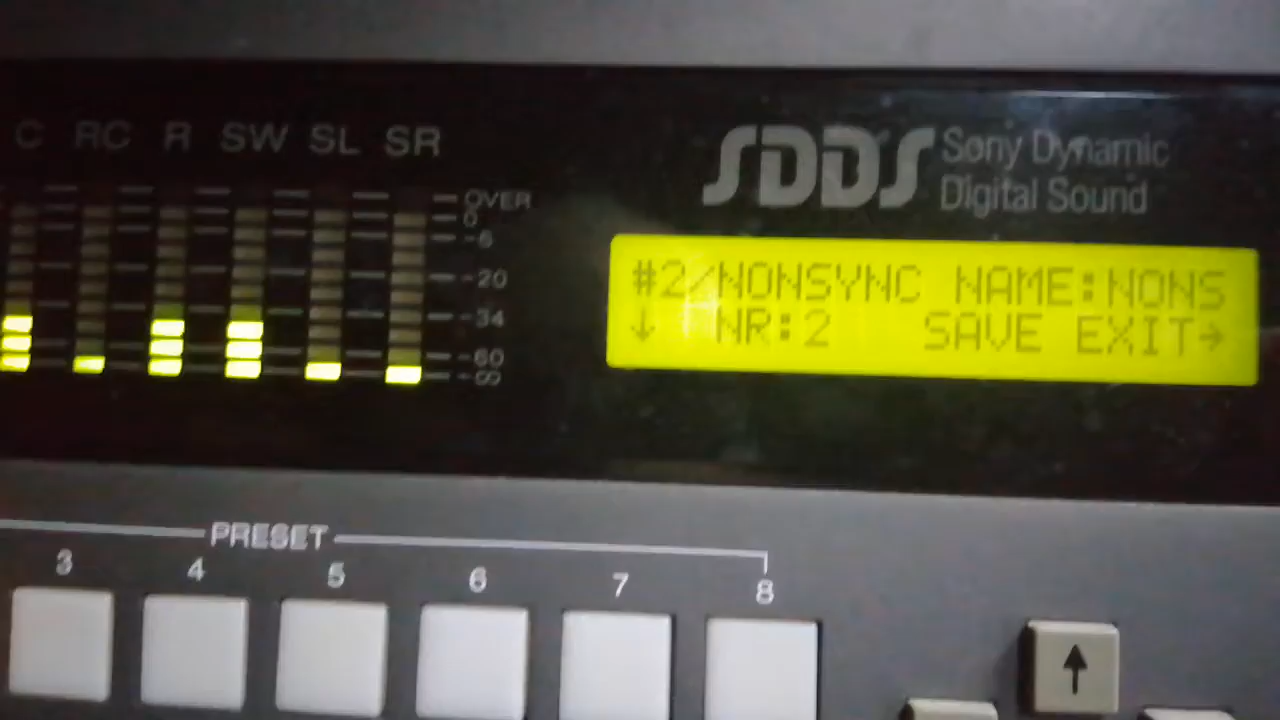 C RC R SW SL SR
OVER
0
-6
-20
-34
-60
-∞
SDDS
Sony Dynamic
Digital Sound
#2/NONSYNC NAME:NONS
↓ NR:2 SAVE EXIT→
PRESET
3 4 5 6 7 8
↑